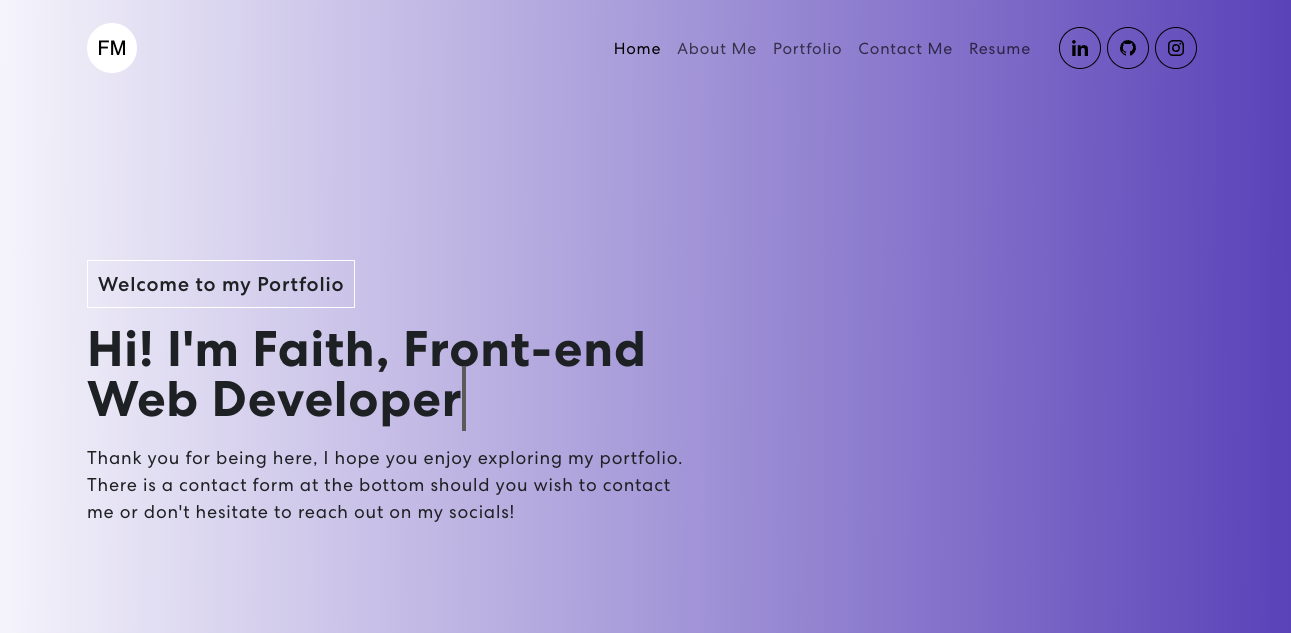 FM
Home About Me Portfolio Contact Me Resume in
Welcome to my Portfolio
Hi! I'm Faith, Front-end
Web Developer
Thank you for being here, I hope you enjoy exploring my portfolio.
There is a contact form at the bottom should you wish to contact
me or don't hesitate to reach out on my socials!